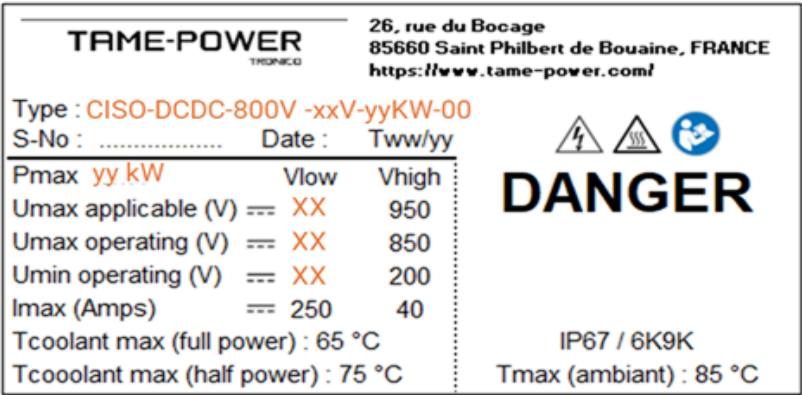 TAME-POWER
TRONICO
26, rue du Bocage
85660 Saint Philbert de Bouaine, FRANCE
https://www.tame-power.com/
Type : CISO-DCDC-800V -xxV-yyKW-00
S-No : .................. Date : Tww/yy
Pmax yy kW Vlow Vhigh
Umax applicable (V) XX 950
Umax operating (V) XX 850
Umin operating (V) XX 200
Imax (Amps) 250 40
Tcoolant max (full power) : 65 °C
Tcooolant max (half power) : 75 °C
DANGER
IP67 / 6K9K
Tmax (ambiant) : 85 °C